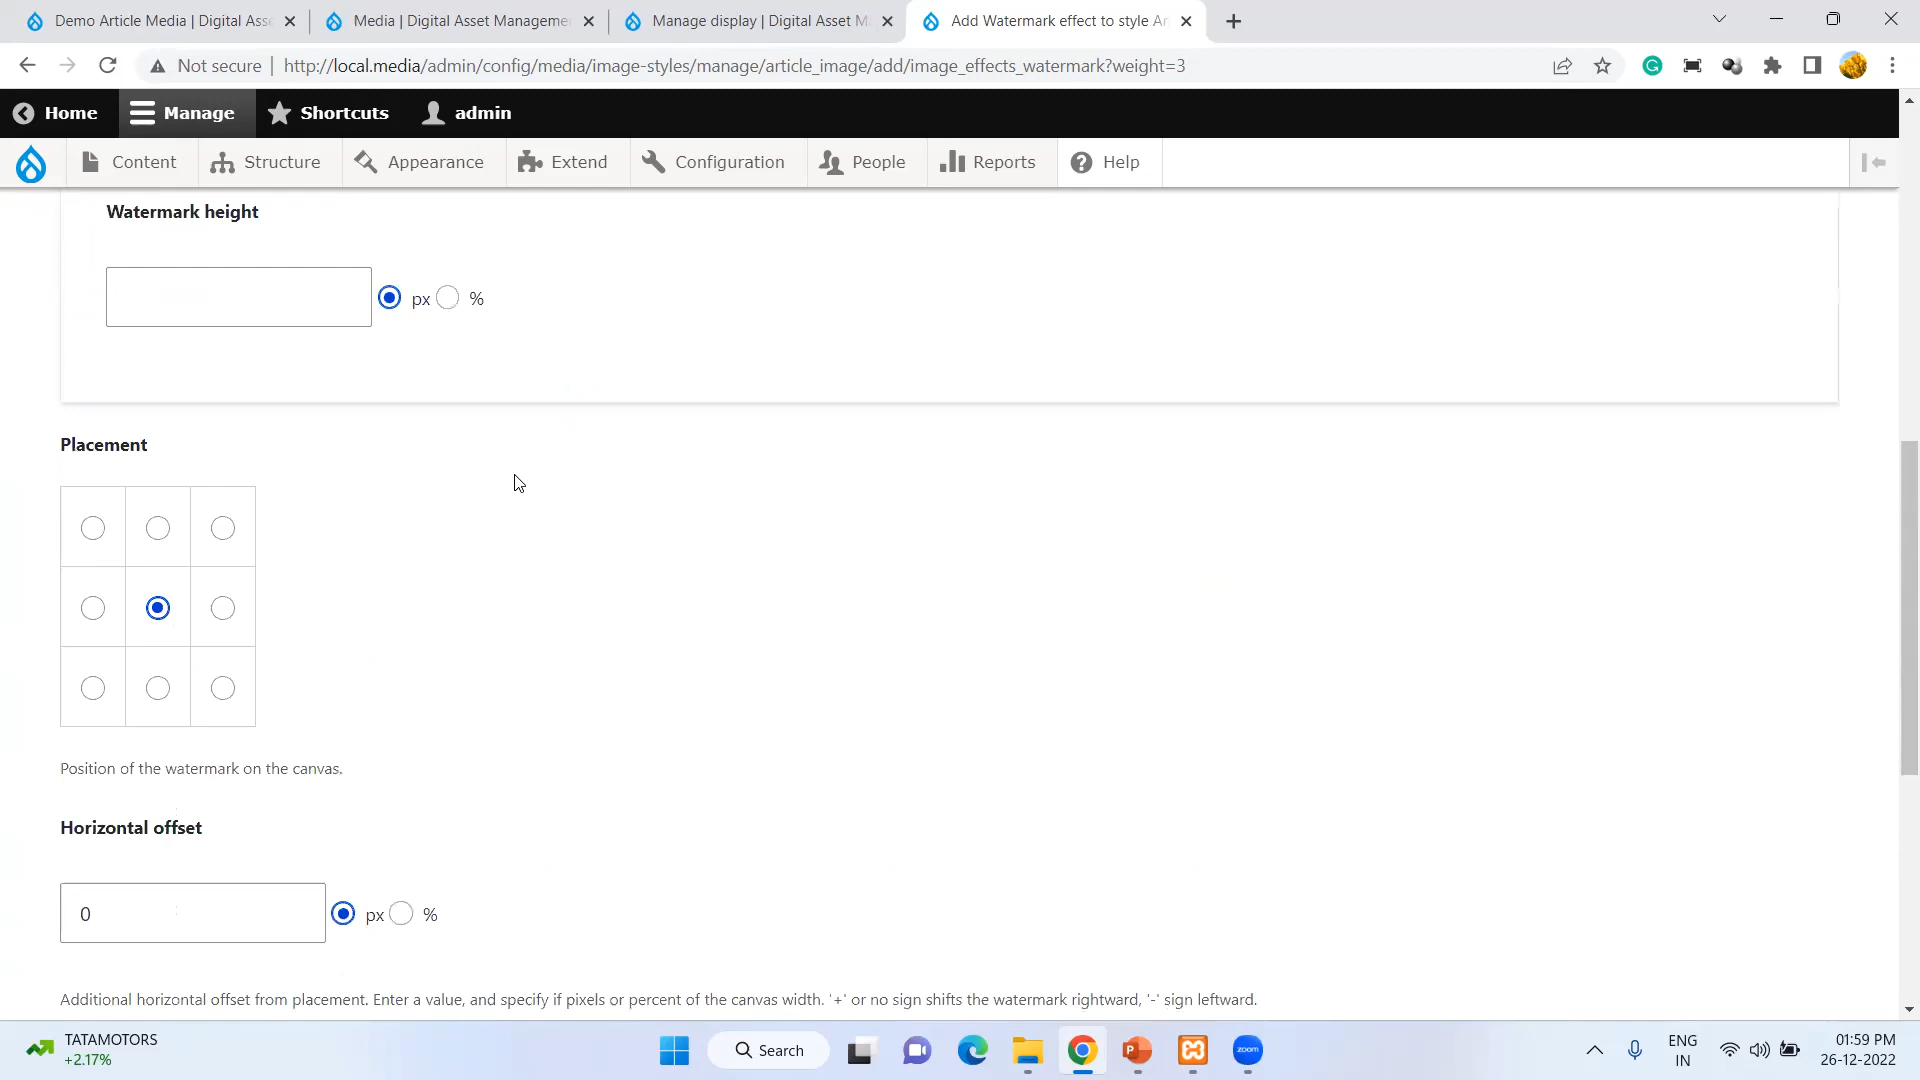 Demo Article Media | Digital Asse
Media | Digital Asset Manageme
Manage display | Digital Asset M
Add Watermark effect to style Ar
Not secure
http://local.media/admin/config/media/image-styles/manage/article_image/add/image_effects_watermark?weight=3
Home
Manage
Shortcuts
admin
Content
Structure
Appearance
Extend
Configuration
People
Reports
Help
Watermark height
px
%
Placement
Position of the watermark on the canvas.
Horizontal offset
0
px
%
Additional horizontal offset from placement. Enter a value, and specify if pixels or percent of the canvas width. '+' or no sign shifts the watermark rightward, '-' sign leftward.
TATAMOTORS
+2.17%
Search
zoom
ENG
IN
01:59 PM
26-12-2022